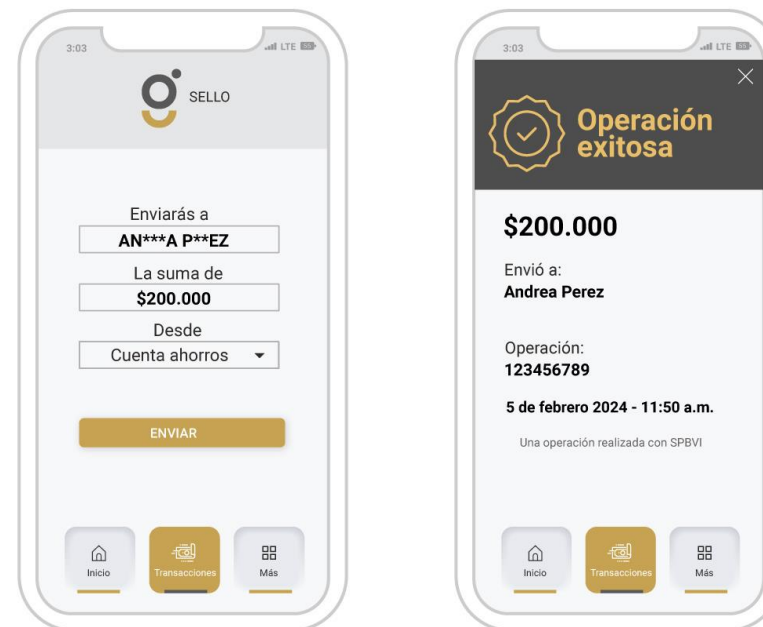 3:03
LTE
SELLO
Enviarás a
AN***A P**EZ
La suma de
$200.000
Desde
Cuenta ahorros
ENVIAR
Inicio
Transacciones
Más
3:03
LTE
Operación
exitosa
$200.000
Envió a:
Andrea Perez
Operación:
123456789
5 de febrero 2024 - 11:50 a.m.
Una operación realizada con SPBVI
Inicio
Transacciones
Más